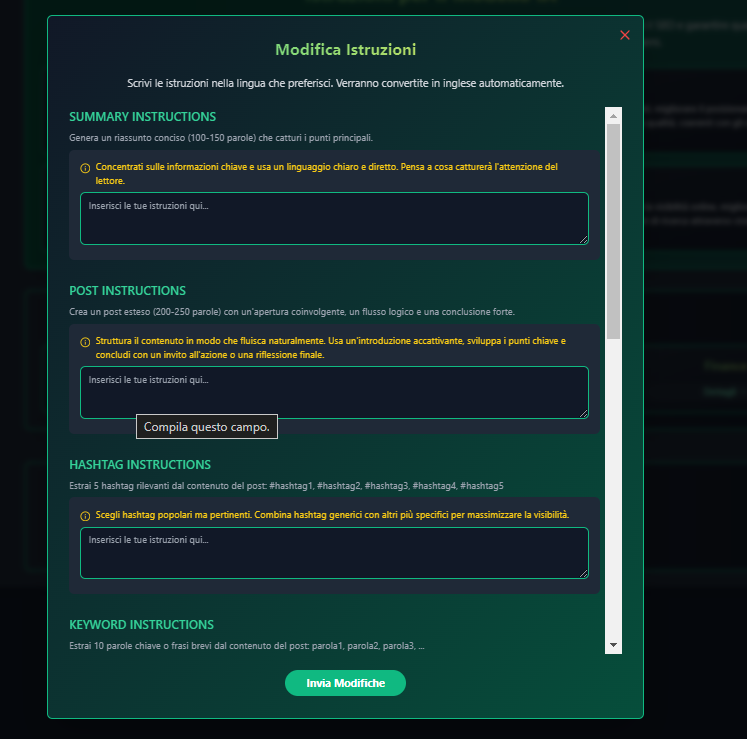 Modifica Istruzioni
Scrivi le istruzioni nella lingua che preferisci. Verranno convertite in inglese automaticamente.
SUMMARY INSTRUCTIONS
Genera un riassunto conciso (100-150 parole) che catturi i punti principali.
Concentrati sulle informazioni chiave e usa un linguaggio chiaro e diretto. Pensa a cosa catturerà l'attenzione del
lettore.
Inserisci le tue istruzioni qui...
POST INSTRUCTIONS
Crea un post esteso (200-250 parole) con un'apertura coinvolgente, un flusso logico e una conclusione forte.
Struttura il contenuto in modo che fluisca naturalmente. Usa un'introduzione accattivante, sviluppa i punti chiave e
concludi con un invito all'azione o una riflessione finale.
Inserisci le tue istruzioni qui...
Compila questo campo.
HASHTAG INSTRUCTIONS
Estrai 5 hashtag rilevanti dal contenuto del post: #hashtag1, #hashtag2, #hashtag3, #hashtag4, #hashtag5
Scegli hashtag popolari ma pertinenti. Combina hashtag generici con altri più specifici per massimizzare la visibilità.
Inserisci le tue istruzioni qui...
KEYWORD INSTRUCTIONS
Estrai 10 parole chiave o frasi brevi dal contenuto del post: parola1, parola2, parola3, ...
Invia Modifiche